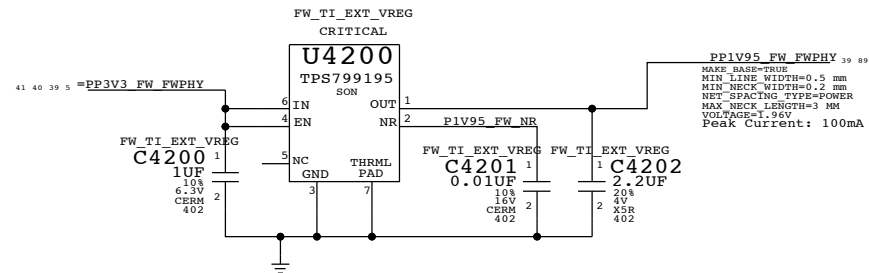 FW_TI_EXT_VREG
CRITICAL
U4200
TPS799195
SON
41 40 39 5 =PP3V3_FW_FWPHY
PP1V95_FW_FWPHY 39 89
MAKE_BASE=TRUE
MIN_LINE_WIDTH=0.5 mm
MIN_NECK_WIDTH=0.2 mm
NET_SPACING_TYPE=POWER
MAX_NECK_LENGTH=3 MM
VOLTAGE=1.96V
Peak Current: 100mA
6 IN
OUT 1
4 EN
NR 2
P1V95_FW_NR
5 NC
THRML
PAD
GND
3
7
FW_TI_EXT_VREG
C4200 1
1UF
10%
6.3V
CERM
402
2
FW_TI_EXT_VREG
C4201 1
0.01UF
10%
16V
CERM
402
2
FW_TI_EXT_VREG
1 C4202
2.2UF
20%
4V
X5R
402
2